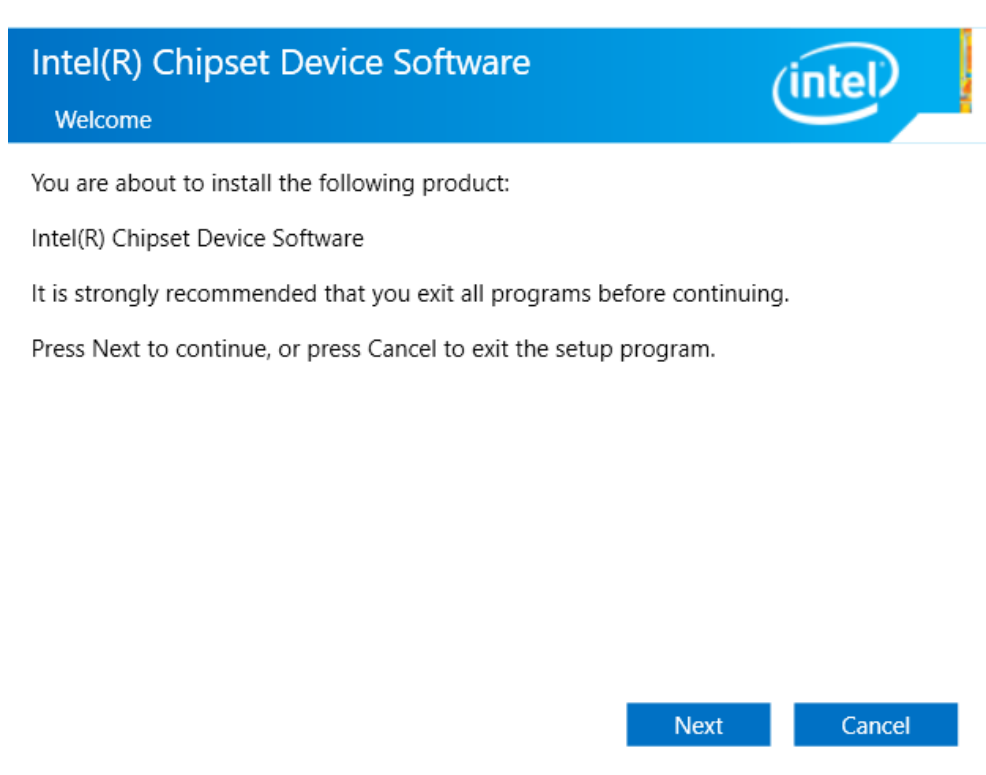 Intel(R) Chipset Device Software
intel
Welcome
You are about to install the following product:
Intel(R) Chipset Device Software
It is strongly recommended that you exit all programs before continuing.
Press Next to continue, or press Cancel to exit the setup program.
Next
Cancel